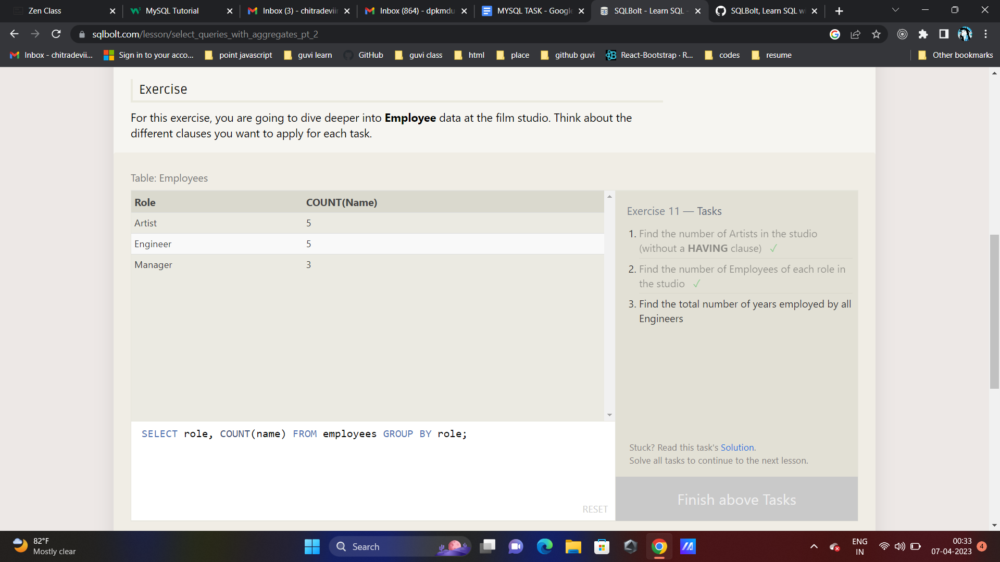 Zen Class
MySQL Tutorial
Inbox (3) - chitradeviir
Inbox (864) - dpkmdu
MYSQL TASK - Google
SQLBolt - Learn SQL -
SQLBolt, Learn SQL wi
sqlbolt.com/lesson/select_queries_with_aggregates_pt_2
Inbox - chitradevii...
Sign in to your acco...
point javascript
guvi learn
GitHub
guvi class
html
place
github guvi
React-Bootstrap · R...
codes
resume
Other bookmarks
Exercise
For this exercise, you are going to dive deeper into Employee data at the film studio. Think about the
different clauses you want to apply for each task.
Table: Employees
Role COUNT(Name)
Artist 5
Engineer 5
Manager 3
SELECT role, COUNT(name) FROM employees GROUP BY role;
RESET
Exercise 11 — Tasks
1. Find the number of Artists in the studio
(without a HAVING clause) ✓
2. Find the number of Employees of each role in
the studio ✓
3. Find the total number of years employed by all
Engineers
Stuck? Read this task's Solution.
Solve all tasks to continue to the next lesson.
Finish above Tasks
82°F
Mostly clear
Search
ENG
IN
00:33
07-04-2023
4